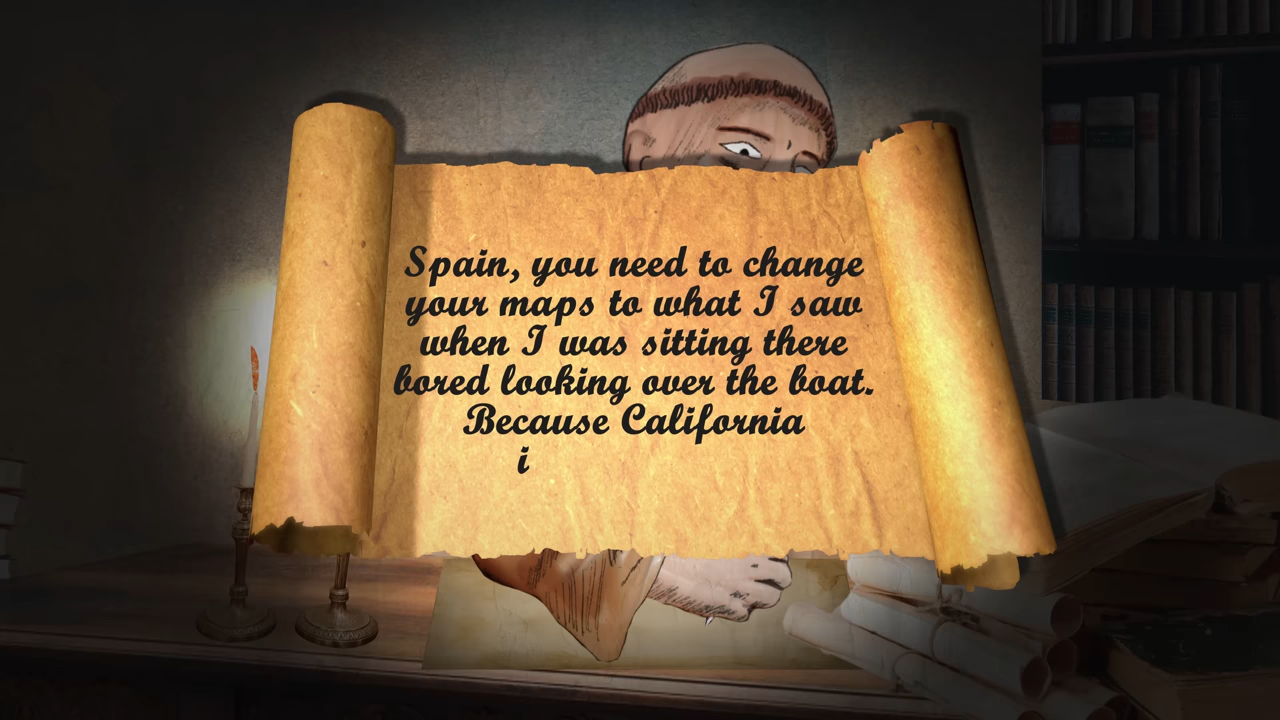 Spain, you need to change
your maps to what I saw
when I was sitting there
bored looking over the boat.
Because California
i